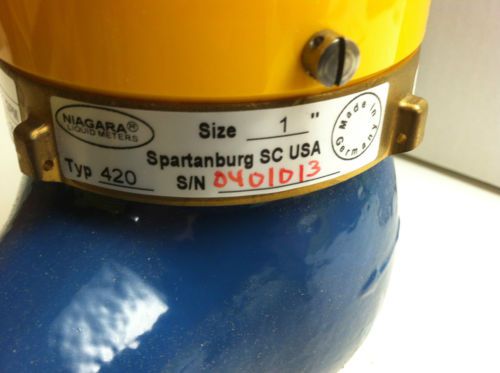 NIAGARA®
LIQUID METERS
Size 1 "
Made in
Germany
Spartanburg SC USA
Typ 420
S/N 0401013